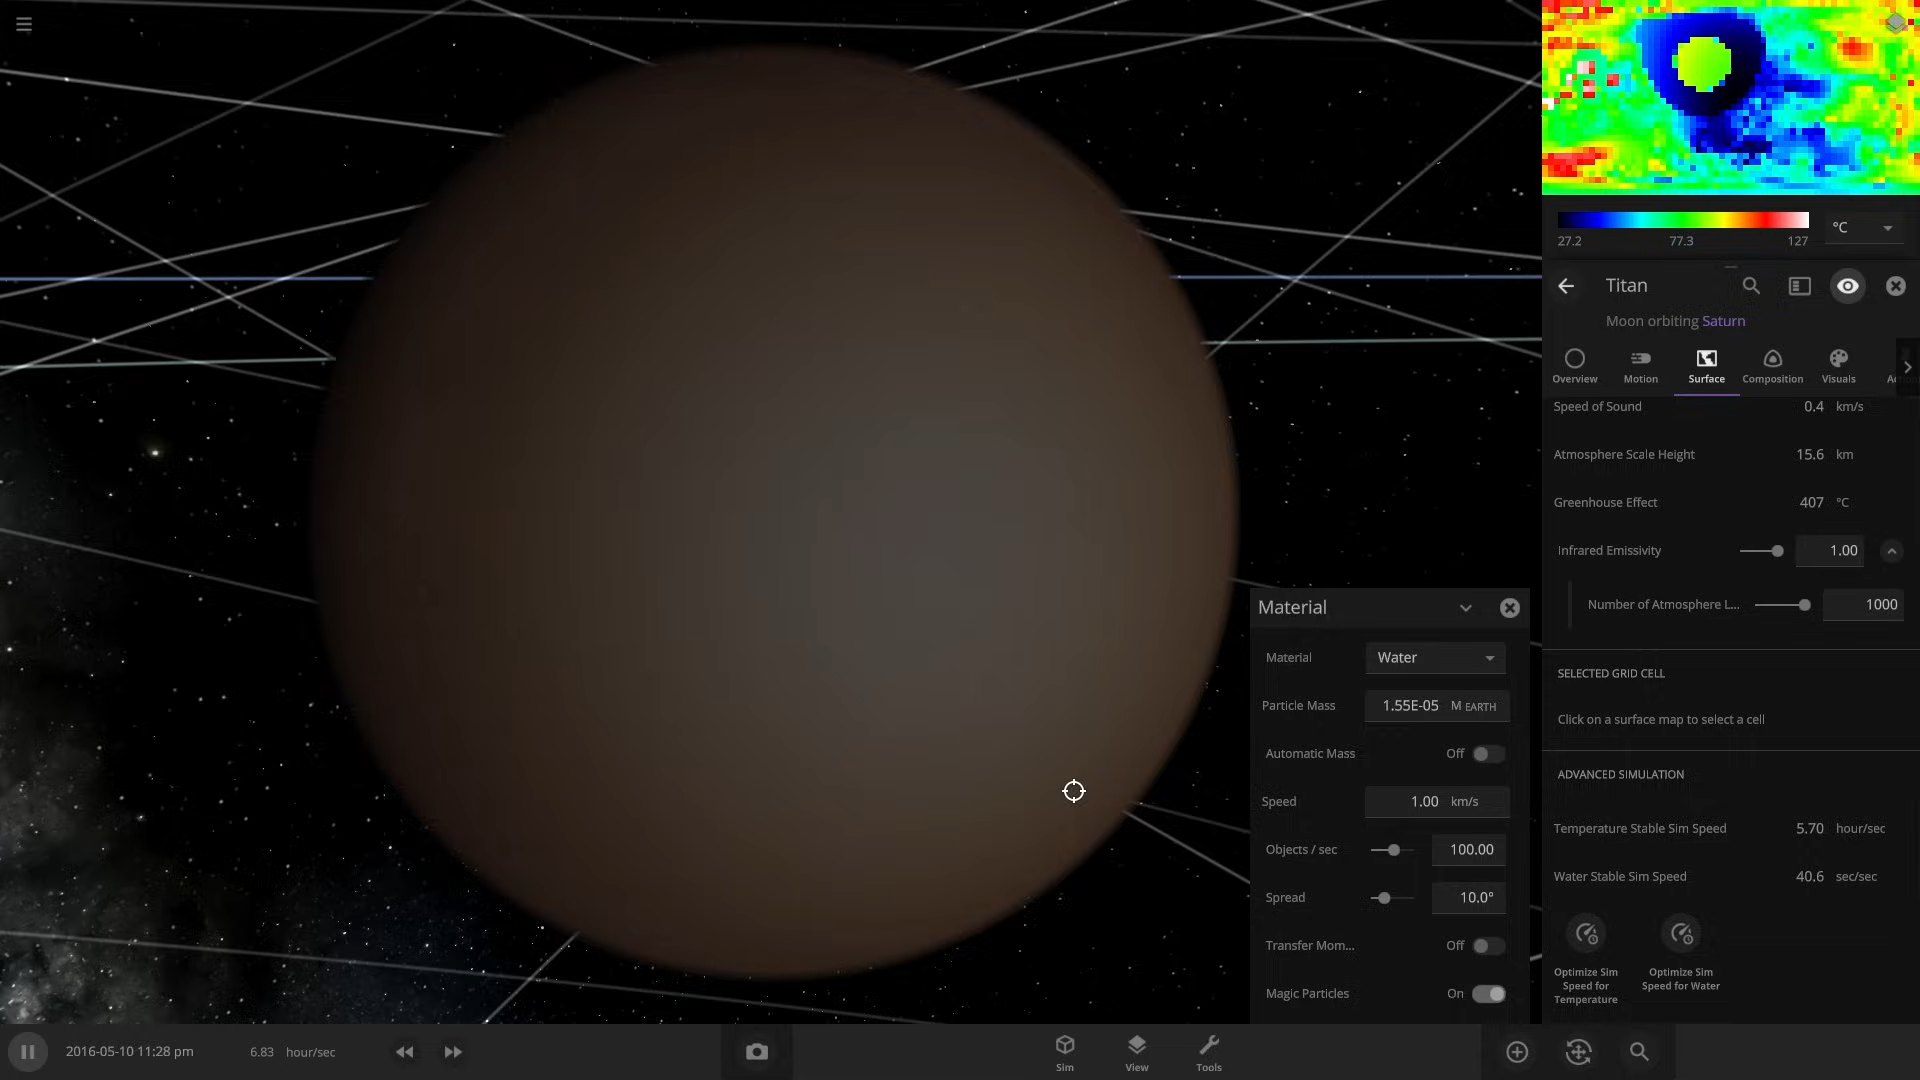 °C
27.2 77.3 127
Titan
Moon orbiting Saturn
Overview Motion Surface Composition Visuals
Speed of Sound 0.4 km/s
Atmosphere Scale Height 15.6 km
Greenhouse Effect 407 °C
Infrared Emissivity 1.00
Number of Atmosphere L... 1000
SELECTED GRID CELL
Click on a surface map to select a cell
ADVANCED SIMULATION
Temperature Stable Sim Speed 5.70 hour/sec
Water Stable Sim Speed 40.6 sec/sec
Optimize Sim
Speed for
Temperature
Optimize Sim
Speed for Water
Material
Material Water
Particle Mass 1.55E-05 M EARTH
Automatic Mass Off
Speed 1.00 km/s
Objects / sec 100.00
Spread 10.0°
Transfer Mom... Off
Magic Particles On
2016-05-10 11:28 pm 6.83 hour/sec
Sim View Tools